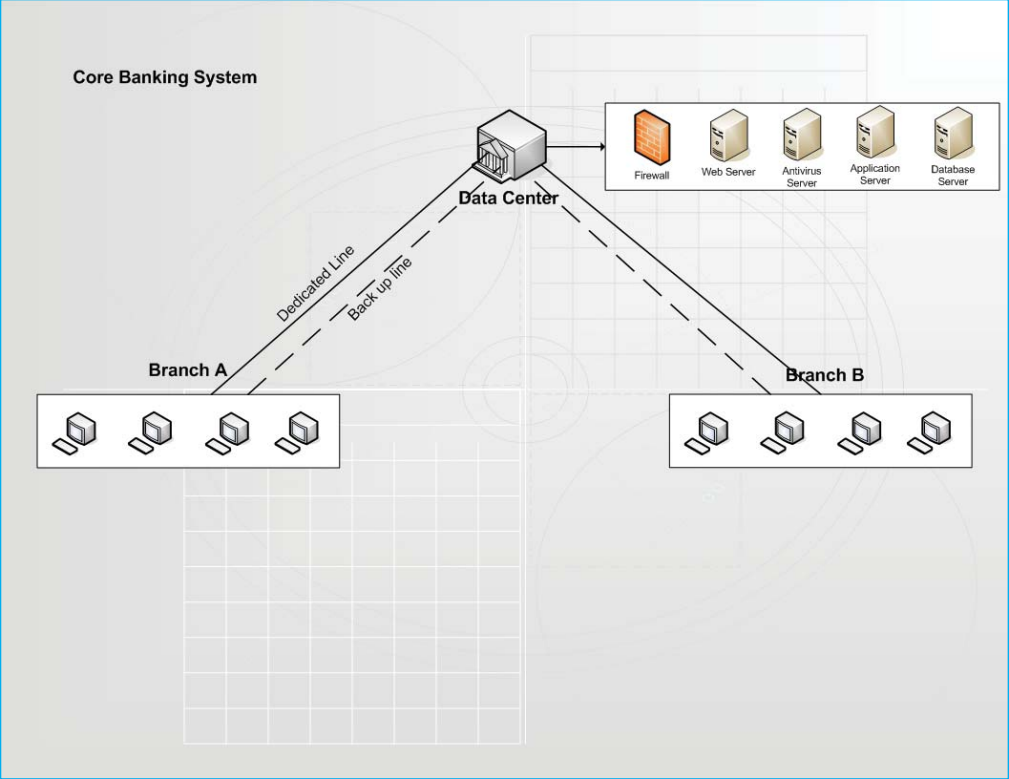 Core Banking System
Firewall
Web Server
Antivirus
Server
Application
Server
Database
Server
Data Center
Dedicated Line
Back up line
Branch A
Branch B